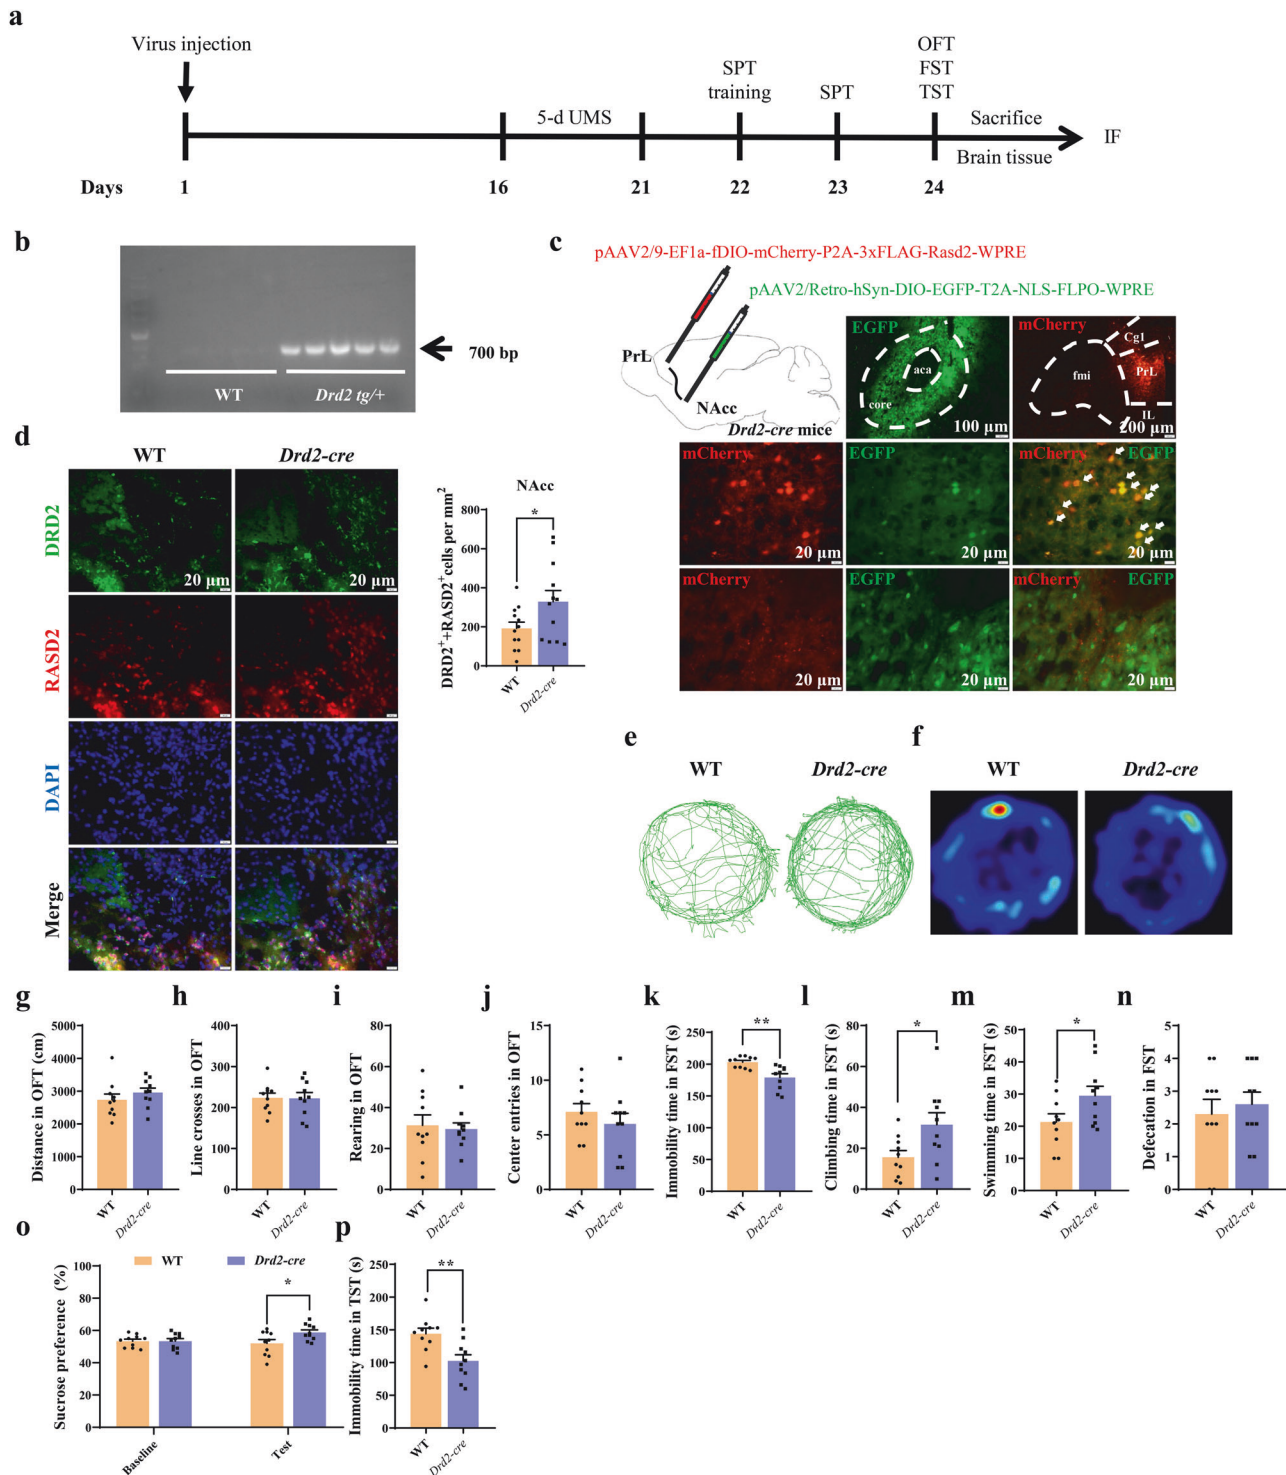 a
Virus injection
OFT
FST
TST
SPT
training
SPT
5-d UMS
Sacrifice
Brain tissue
IF
Days
1
16
21
22
23
24
b
WT
Drd2 tg/+
700 bp
c
pAAV2/9-EF1a-fDIO-mCherry-P2A-3xFLAG-Rasd2-WPRE
pAAV2/Retro-hSyn-DIO-EGFP-T2A-NLS-FLPO-WPRE
PrL
NAcc
Drd2-cre mice
EGFP
aca
core
100 µm
mCherry
Cg1
fmi
PrL
IL
200 µm
mCherry
20 µm
EGFP
20 µm
mCherry EGFP
20 µm
mCherry
20 µm
EGFP
20 µm
mCherry EGFP
20 µm
d
WT
Drd2-cre
DRD2
20 µm
20 µm
RASD2
DAPI
Merge
NAcc
DRD2⁺+RASD2⁺cells per mm²
800
600
400
200
0
*
WT
Drd2-cre
e
WT
Drd2-cre
f
WT
Drd2-cre
g
Distance in OFT (cm)
5000
4000
3000
2000
1000
0
WT
Drd2-cre
h
Line crosses in OFT
400
300
200
100
0
WT
Drd2-cre
i
Rearing in OFT
80
60
40
20
0
WT
Drd2-cre
j
Center entries in OFT
15
10
5
0
WT
Drd2-cre
k
Immobility time in FST (s)
250
200
150
100
50
0
**
WT
Drd2-cre
l
Climbing time in FST (s)
80
60
40
20
0
*
WT
Drd2-cre
m
Swimming time in FST (s)
50
40
30
20
10
0
*
WT
Drd2-cre
n
Defecation in FST
5
4
3
2
1
0
WT
Drd2-cre
o
WT
Drd2-cre
Sucrose preference (%)
100
80
60
40
20
0
*
Baseline
Test
p
Immobility time in TST (s)
250
200
150
100
50
0
**
WT
Drd2-cre